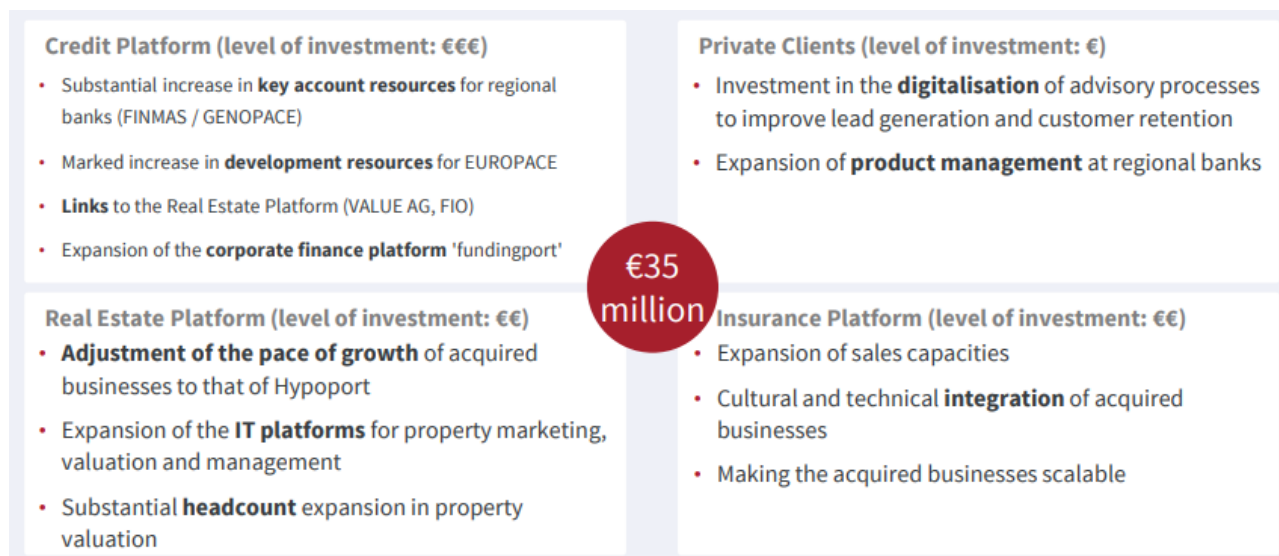 Credit Platform (level of investment: €€€)
• Substantial increase in key account resources for regional
banks (FINMAS / GENOPACE)
• Marked increase in development resources for EUROPACE
• Links to the Real Estate Platform (VALUE AG, FIO)
• Expansion of the corporate finance platform 'fundingport'
Private Clients (level of investment: €)
• Investment in the digitalisation of advisory processes
to improve lead generation and customer retention
• Expansion of product management at regional banks
€35
million
Real Estate Platform (level of investment: €€)
• Adjustment of the pace of growth of acquired
businesses to that of Hypoport
• Expansion of the IT platforms for property marketing,
valuation and management
• Substantial headcount expansion in property
valuation
Insurance Platform (level of investment: €€)
• Expansion of sales capacities
• Cultural and technical integration of acquired
businesses
• Making the acquired businesses scalable